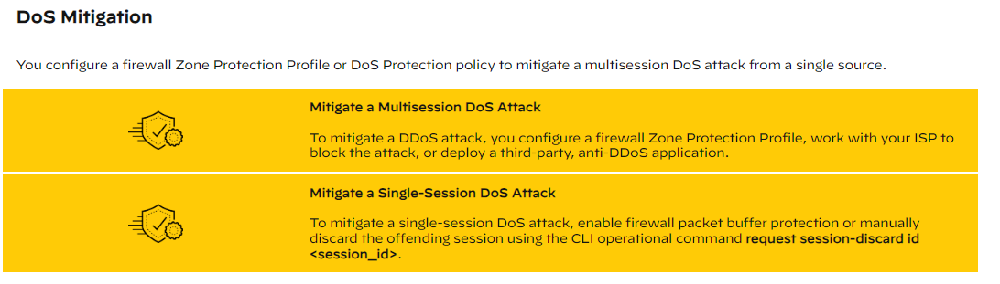 DoS Mitigation
You configure a firewall Zone Protection Profile or DoS Protection policy to mitigate a multisession DoS attack from a single source.
Mitigate a Multisession DoS Attack
To mitigate a DDoS attack, you configure a firewall Zone Protection Profile, work with your ISP to
block the attack, or deploy a third-party, anti-DDoS application.
Mitigate a Single-Session DoS Attack
To mitigate a single-session DoS attack, enable firewall packet buffer protection or manually
discard the offending session using the CLI operational command request session-discard id
<session_id>.